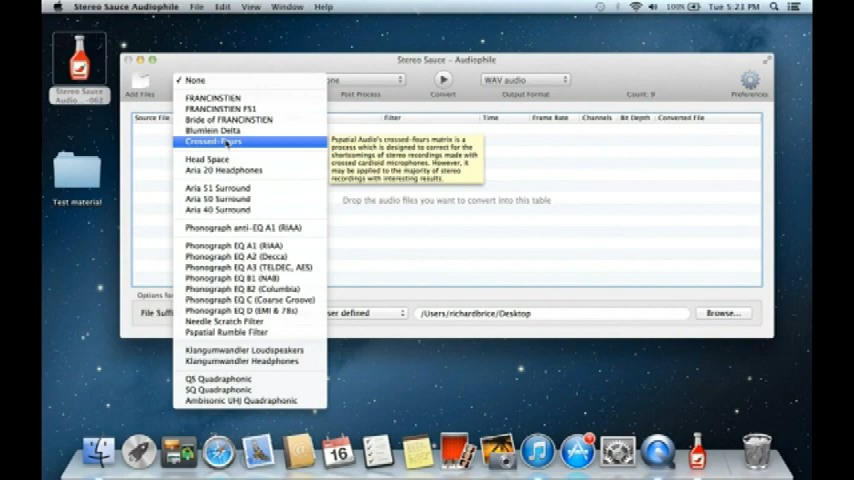 Stereo Sauce Audiophile File Edit View Window Help 100% Tue 5:23 PM
Stereo Sauce - Audiophile
None
WAV audio
Add Files
Post Process
Convert
Output Format
Count: 0
Preferences
Source File
Filter
Time
Frame Rate
Channels
Bit Depth
Converted File
FRANCINSTIEN
FRANCINSTIEN FS1
Bride of FRANCINSTIEN
Blumlein Delta
Crossed-Fours
Head Space
Aria 20 Headphones
Aria 51 Surround
Aria 50 Surround
Aria 40 Surround
Phonograph anti-EQ A1 (RIAA)
Phonograph EQ A1 (RIAA)
Phonograph EQ A2 (Decca)
Phonograph EQ A3 (TELDEC, AES)
Phonograph EQ B1 (NAB)
Phonograph EQ B2 (Columbia)
Phonograph EQ C (Coarse Groove)
Phonograph EQ D (EMI & 78s)
Needle Scratch Filter
Pspatial Rumble Filter
Klangumwandler Loudspeakers
Klangumwandler Headphones
QS Quadraphonic
SQ Quadraphonic
Ambisonic UHJ Quadraphonic
Pspatial Audio's crossed-fours matrix is a
process which is designed to correct for the
shortcomings of stereo recordings made with
crossed cardioid microphones. However, it
may be applied to the majority of stereo
recordings with interesting results.
Drop the audio files you want to convert into this table
Options
/Users/richardbrice/Desktop
Browse...
Stereo Sauce
Audio
Test material
16